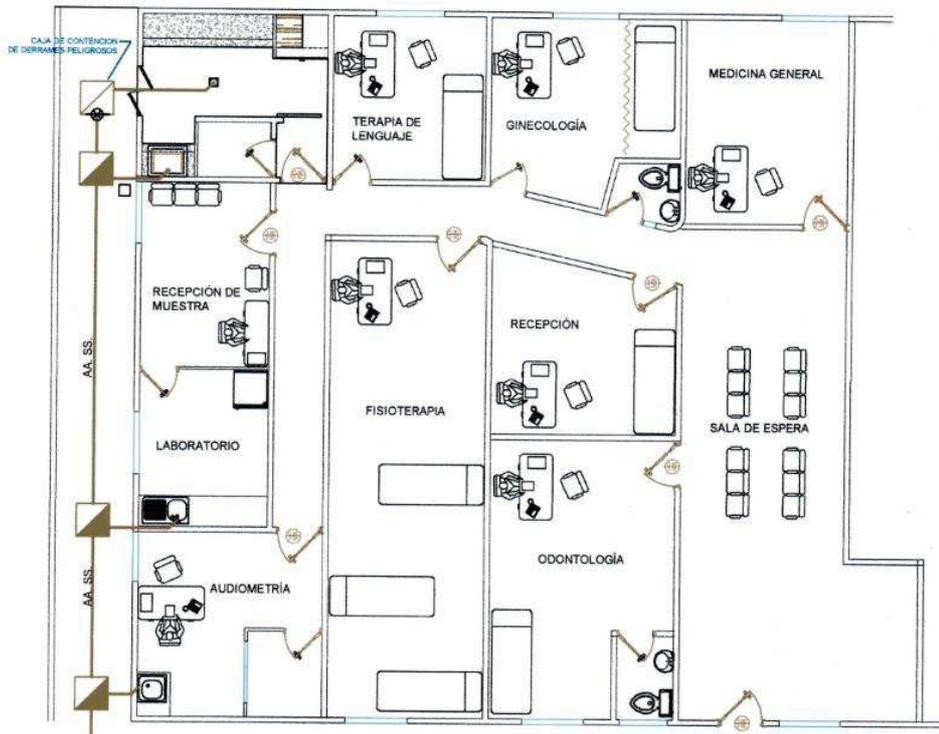 CAJA DE CONTENCION
DE DERRAMES PELIGROSOS
TERAPIA DE
LENGUAJE
GINECOLOGÍA
MEDICINA GENERAL
RECEPCIÓN DE
MUESTRA
RECEPCIÓN
FISIOTERAPIA
SALA DE ESPERA
LABORATORIO
ODONTOLOGÍA
AUDIOMETRÍA
AA. SS.
AA. SS.